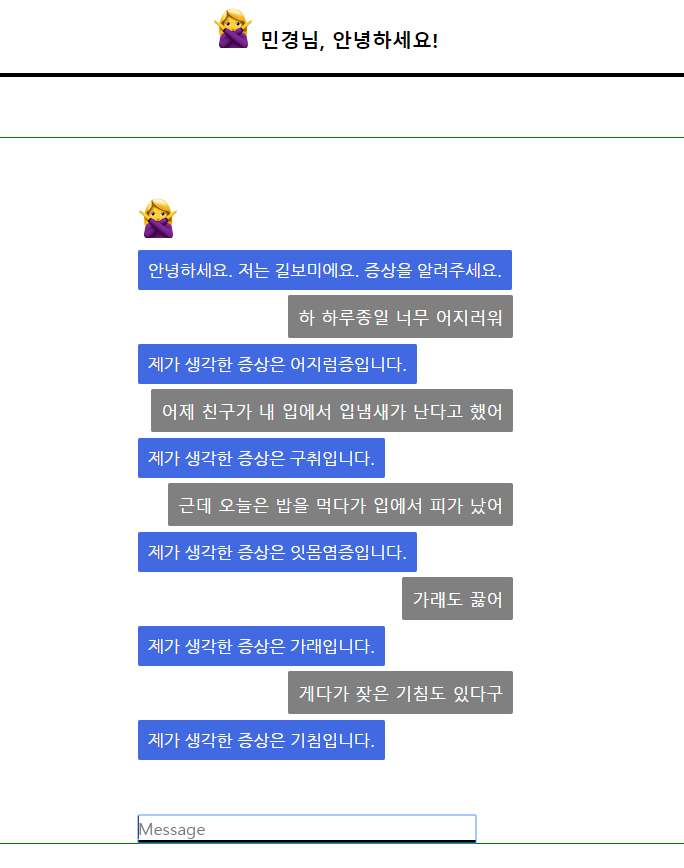 민경님, 안녕하세요!
안녕하세요. 저는 길보미에요. 증상을 알려주세요.
하 하루종일 너무 어지러워
제가 생각한 증상은 어지럼증입니다.
어제 친구가 내 입에서 입냄새가 난다고 했어
제가 생각한 증상은 구취입니다.
근데 오늘은 밥을 먹다가 입에서 피가 났어
제가 생각한 증상은 잇몸염증입니다.
가래도 끓어
제가 생각한 증상은 가래입니다.
게다가 잦은 기침도 있다구
제가 생각한 증상은 기침입니다.
Message